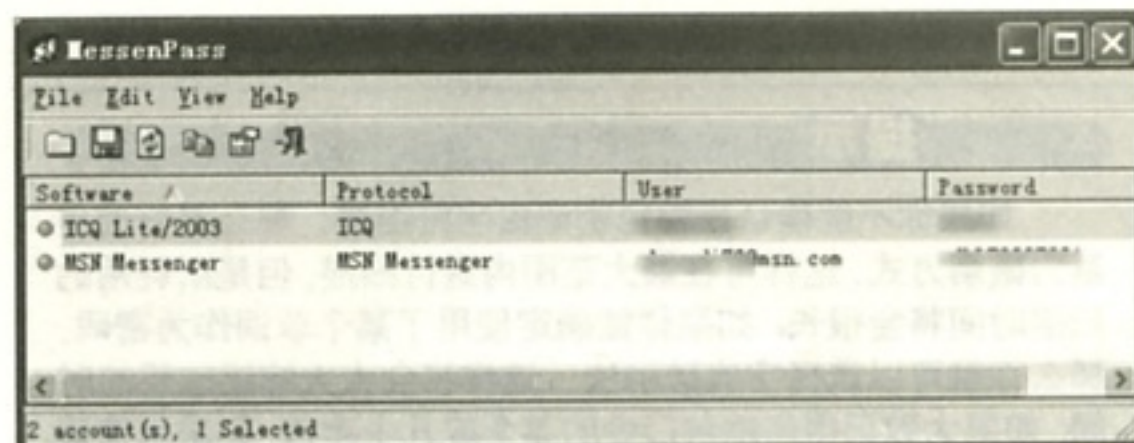 MessenPass
File Edit View Help
Software Protocol User Password
ICQ Lite/2003 ICQ
MSN Messenger MSN Messenger msn.com
2 account(s), 1 Selected